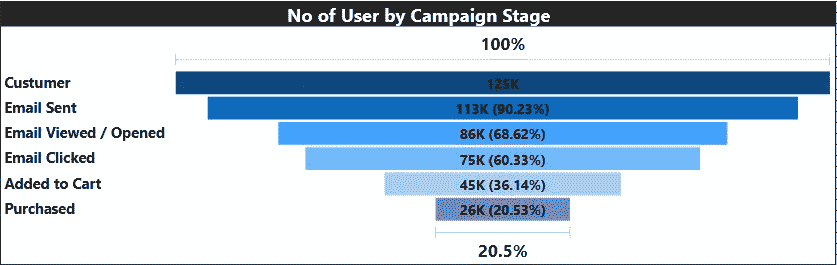 No of User by Campaign Stage
100%
Custumer 125K
Email Sent 113K (90.23%)
Email Viewed / Opened 86K (68.62%)
Email Clicked 75K (60.33%)
Added to Cart 45K (36.14%)
Purchased 26K (20.53%)
20.5%